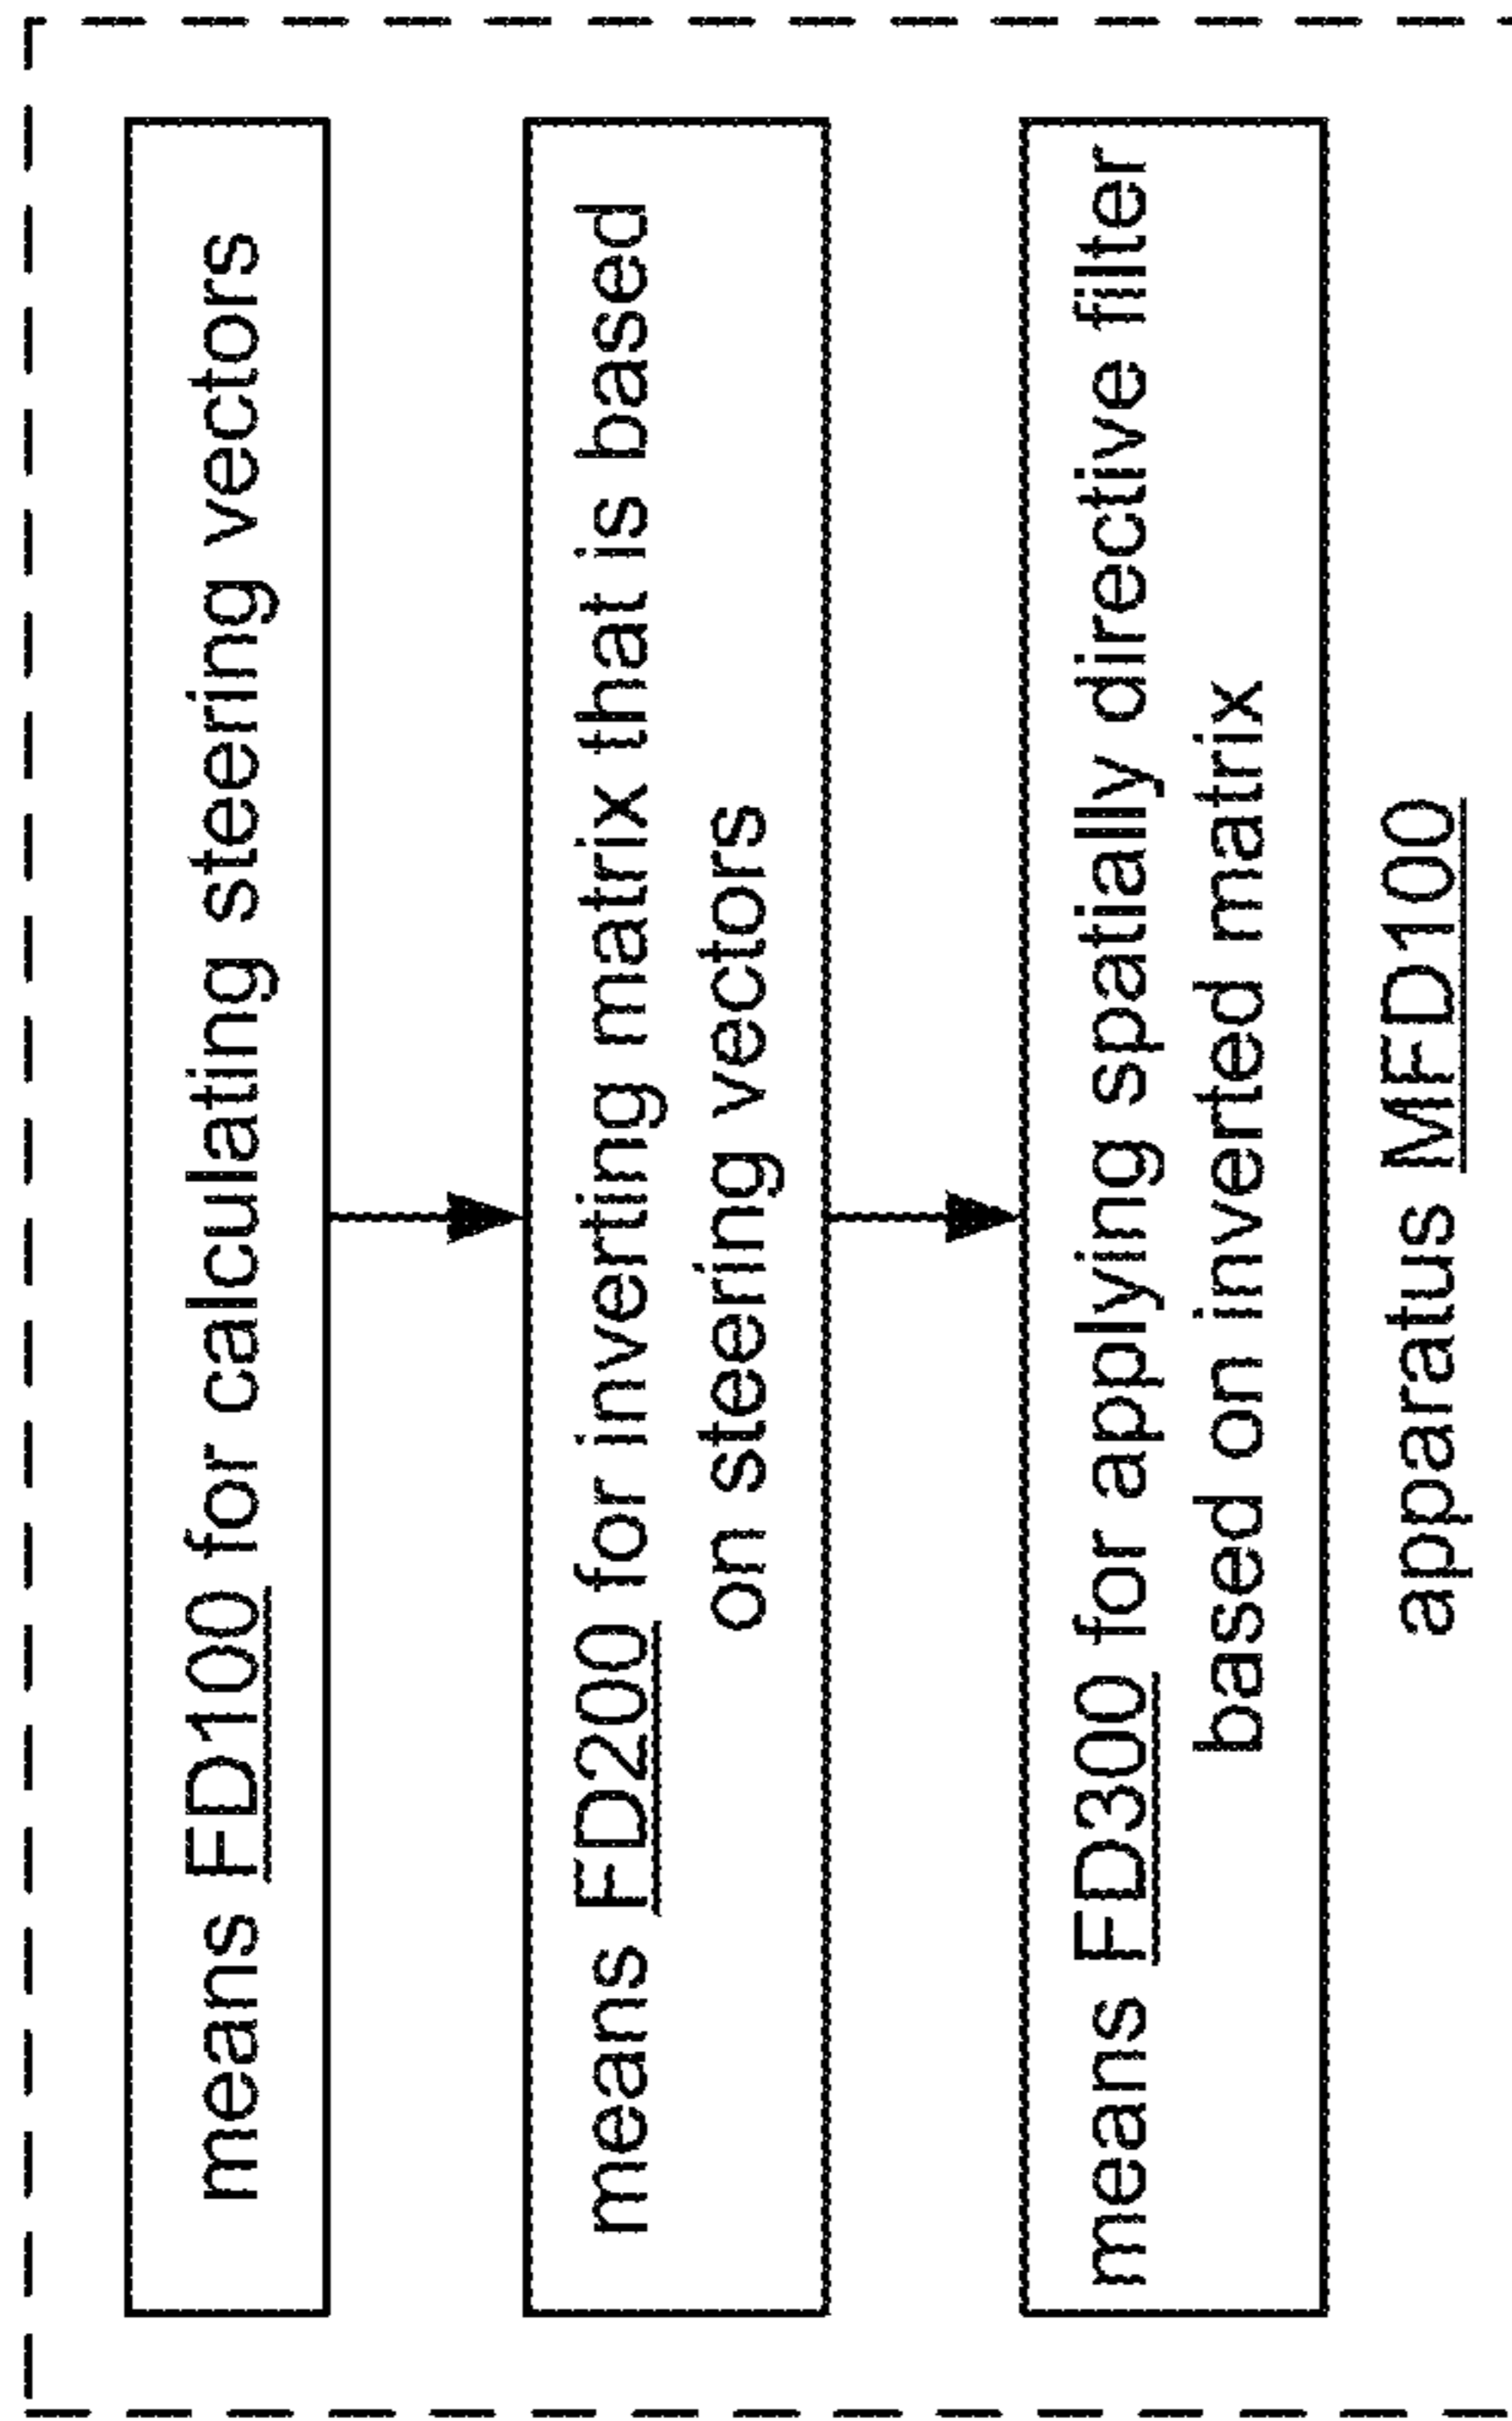 means FD100 for calculating steering vectors
means FD200 for inverting matrix that is based
on steering vectors
means FD300 for applying spatially directive filter
based on inverted matrix
apparatus MFD100